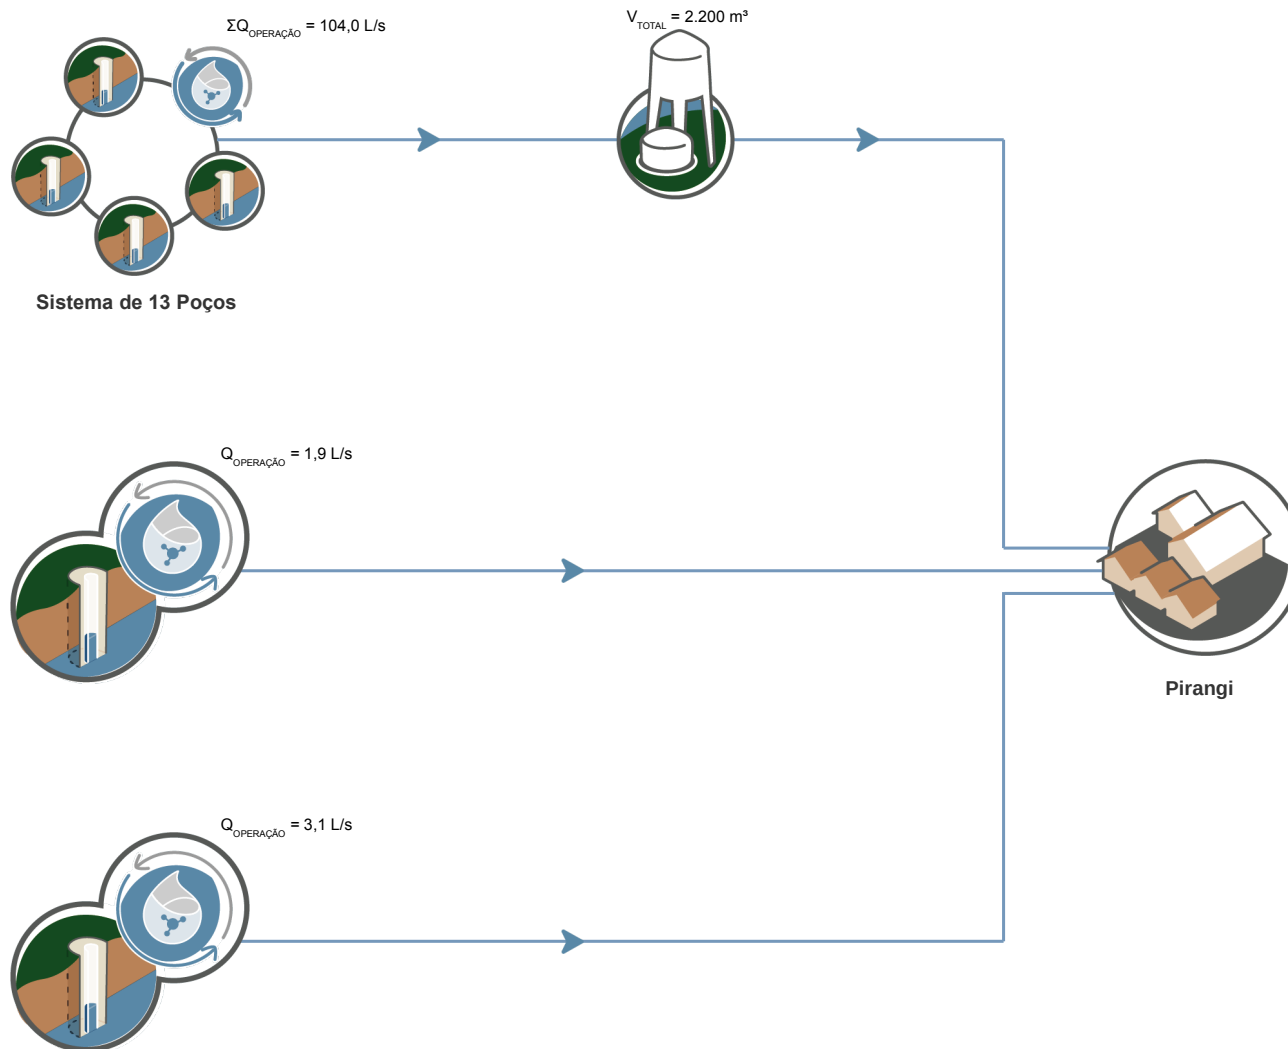 ΣQOPERAÇÃO = 104,0 L/s
VTOTAL = 2.200 m³
Sistema de 13 Poços
QOPERAÇÃO = 1,9 L/s
Pirangi
QOPERAÇÃO = 3,1 L/s